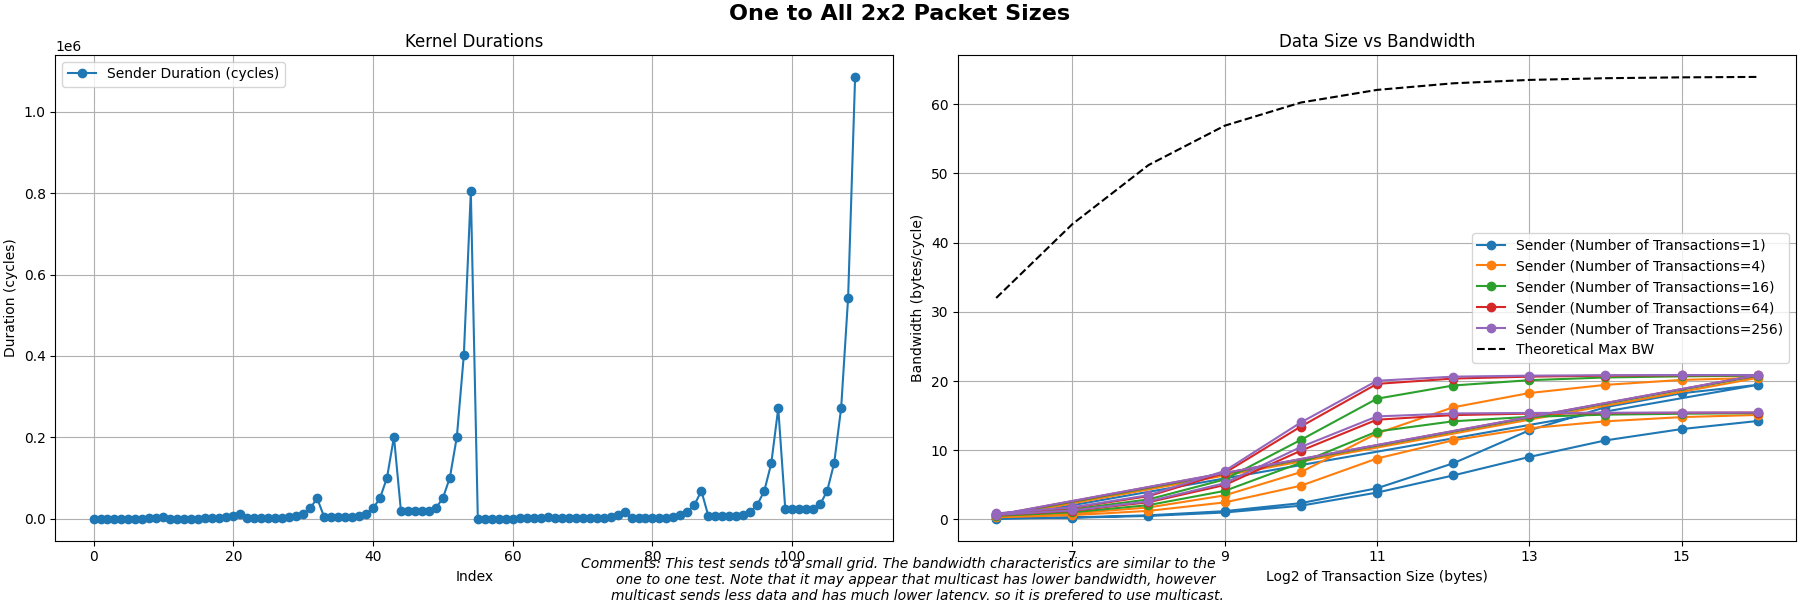 One to All 2x2 Packet Sizes
Kernel Durations
1e6
Sender Duration (cycles)
1.0
0.8
0.6
0.4
0.2
0.0
Duration (cycles)
0 20 40 60 80 100
Index
Data Size vs Bandwidth
60
50
40
30
20
10
0
Bandwidth (bytes/cycle)
Sender (Number of Transactions=1)
Sender (Number of Transactions=4)
Sender (Number of Transactions=16)
Sender (Number of Transactions=64)
Sender (Number of Transactions=256)
Theoretical Max BW
7 9 11 13 15
Log2 of Transaction Size (bytes)
Comments: This test sends to a small grid. The bandwidth characteristics are similar to the
one to one test. Note that it may appear that multicast has lower bandwidth, however
multicast sends less data and has much lower latency, so it is prefered to use multicast.